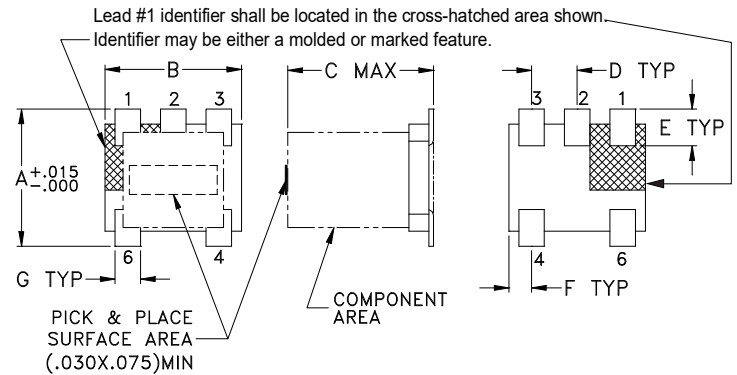 Lead #1 identifier shall be located in the cross-hatched area shown.
Identifier may be either a molded or marked feature.
B
C MAX
D TYP
1 2 3
3 2 1
E TYP
A+.015
-.000
6 4
4 6
G TYP
F TYP
PICK & PLACE
SURFACE AREA
(.030X.075)MIN
COMPONENT
AREA